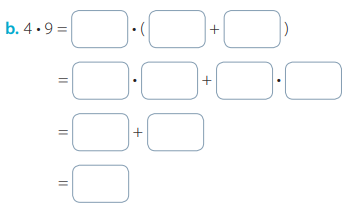 b. 4 • 9 = • ( + )
= • + •
= +
=